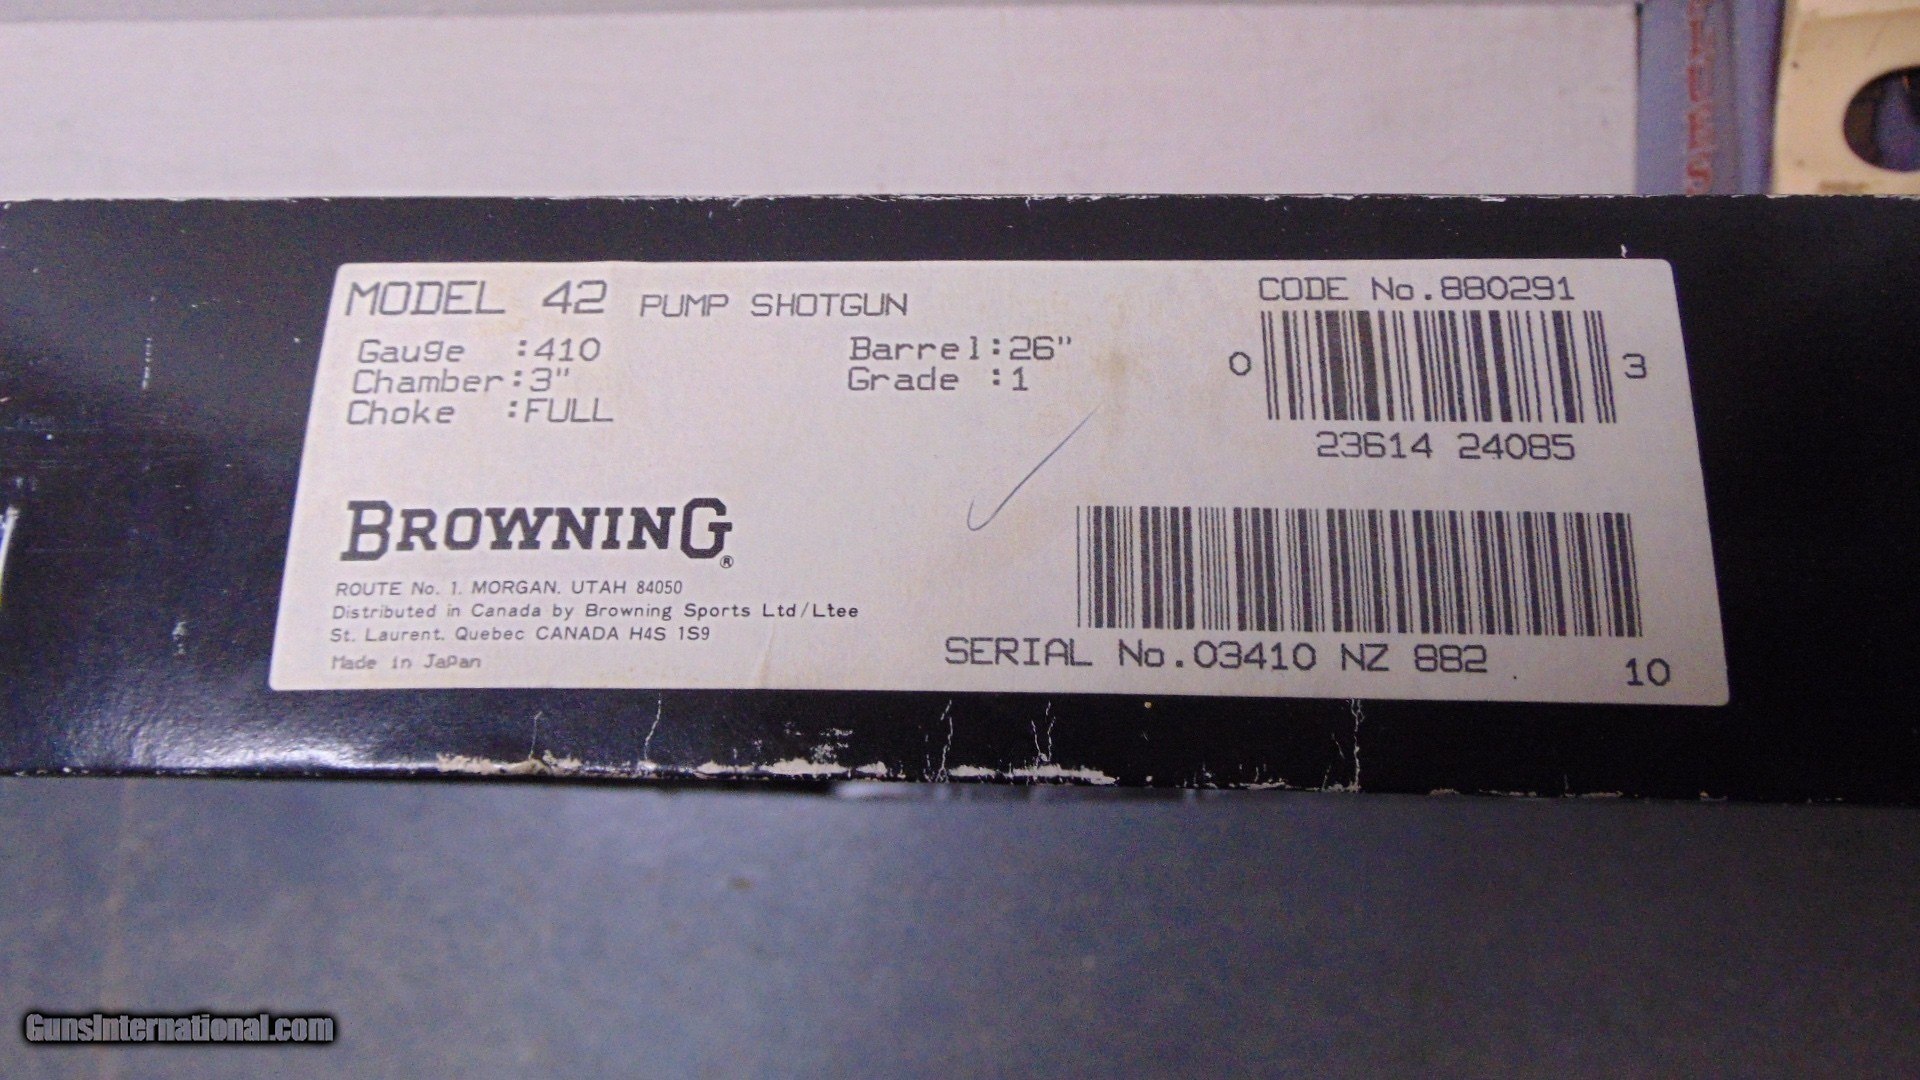 MODEL 42 PUMP SHOTGUN
Gauge :410
Chamber:3"
Choke :FULL
Barrel:26"
Grade :1
CODE No.880291
0 3
23614 24085
BROWNING®
ROUTE No. 1. MORGAN. UTAH 84050
Distributed in Canada by Browning Sports Ltd/Ltee
St. Laurent. Quebec CANADA H4S 1S9
Made in Japan
SERIAL No.03410 NZ 882
10
GunsInternational.com